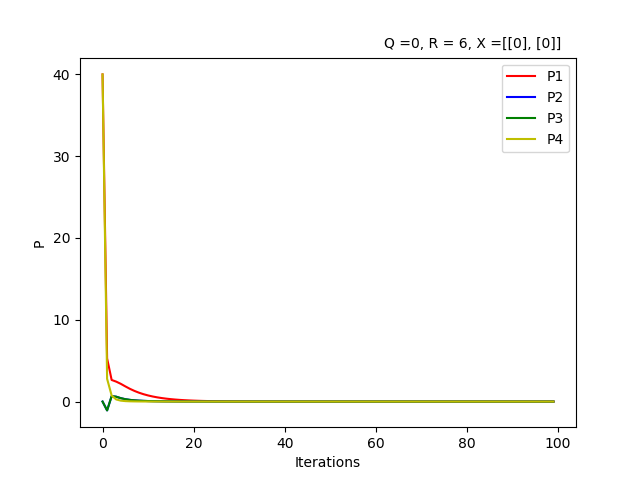 Q =0, R = 6, X =[[0], [0]]
P1
P2
P3
P4
40
30
20
10
0
P
0 20 40 60 80 100
Iterations